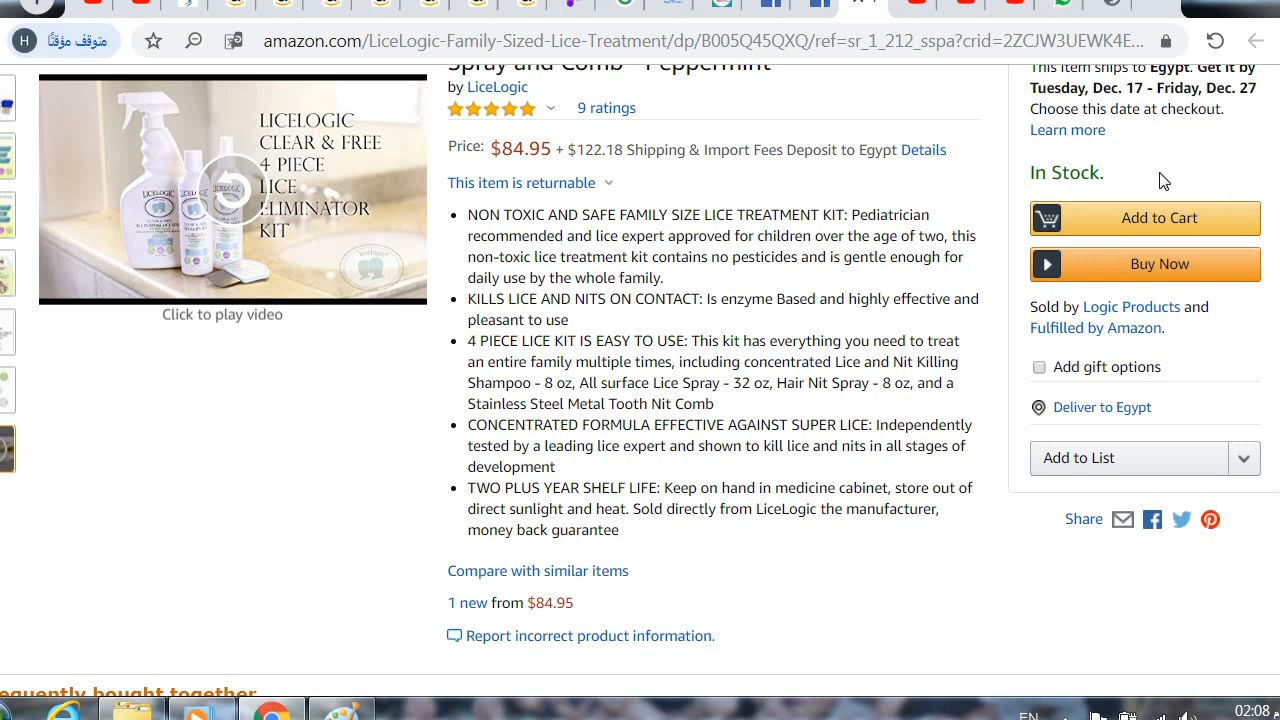 H
متوقف مؤقتًا
amazon.com/LiceLogic-Family-Sized-Lice-Treatment/dp/B005Q45QXQ/ref=sr_1_212_sspa?crid=2ZCJW3UEWK4E...
LICELOGIC
CLEAR & FREE
4 PIECE
LICE
ELIMINATOR
KIT
LICELOGIC
LICELOGIC
LICELOGIC
LiceLogic
Click to play video
Spray and Comb - Peppermint
by LiceLogic
9 ratings
Price: $84.95 + $122.18 Shipping & Import Fees Deposit to Egypt Details
This item is returnable
NON TOXIC AND SAFE FAMILY SIZE LICE TREATMENT KIT: Pediatrician
recommended and lice expert approved for children over the age of two, this
non-toxic lice treatment kit contains no pesticides and is gentle enough for
daily use by the whole family.
KILLS LICE AND NITS ON CONTACT: Is enzyme Based and highly effective and
pleasant to use
4 PIECE LICE KIT IS EASY TO USE: This kit has everything you need to treat
an entire family multiple times, including concentrated Lice and Nit Killing
Shampoo - 8 oz, All surface Lice Spray - 32 oz, Hair Nit Spray - 8 oz, and a
Stainless Steel Metal Tooth Nit Comb
CONCENTRATED FORMULA EFFECTIVE AGAINST SUPER LICE: Independently
tested by a leading lice expert and shown to kill lice and nits in all stages of
development
TWO PLUS YEAR SHELF LIFE: Keep on hand in medicine cabinet, store out of
direct sunlight and heat. Sold directly from LiceLogic the manufacturer,
money back guarantee
Compare with similar items
1 new from $84.95
Report incorrect product information.
This item ships to Egypt. Get it by
Tuesday, Dec. 17 - Friday, Dec. 27
Choose this date at checkout.
Learn more
In Stock.
Add to Cart
Buy Now
Sold by Logic Products and
Fulfilled by Amazon.
Add gift options
Deliver to Egypt
Add to List
Share
equently bought together
EN
02:08